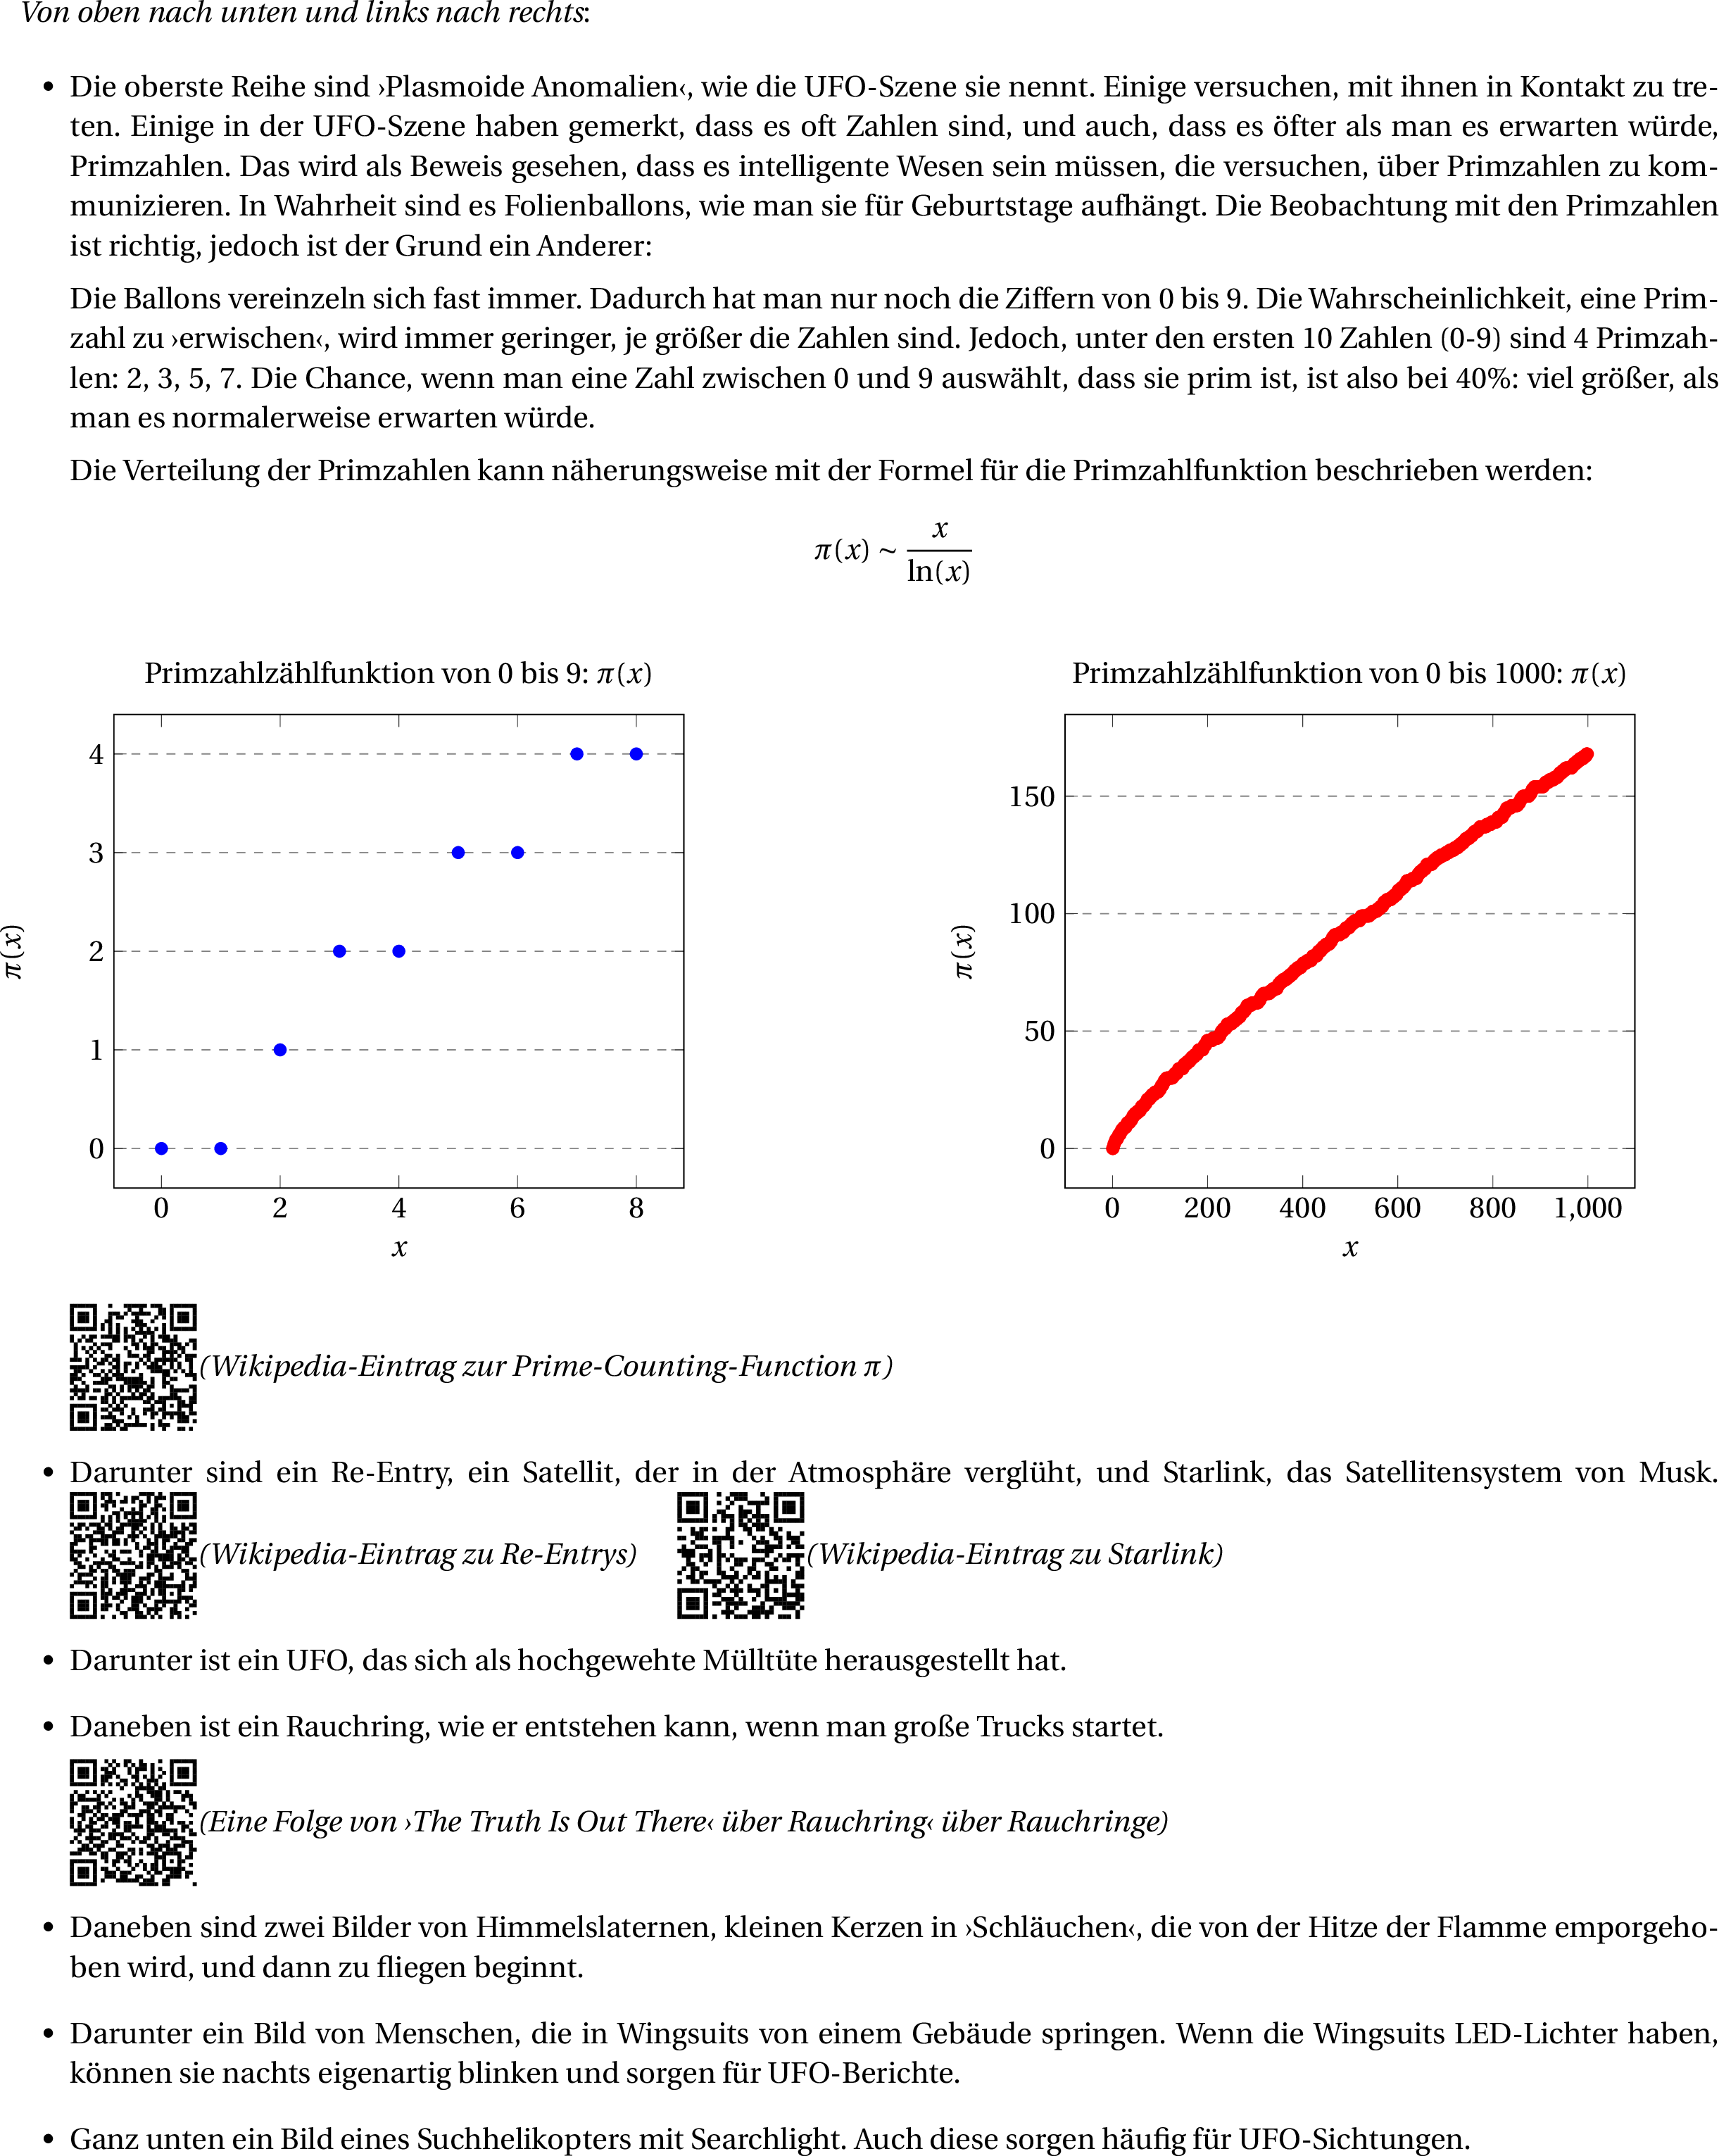 Von oben nach unten und links nach rechts:
• Die oberste Reihe sind ›Plasmoide Anomalien‹, wie die UFO-Szene sie nennt. Einige versuchen, mit ihnen in Kontakt zu tre-
ten. Einige in der UFO-Szene haben gemerkt, dass es oft Zahlen sind, und auch, dass es öfter als man es erwarten würde,
Primzahlen. Das wird als Beweis gesehen, dass es intelligente Wesen sein müssen, die versuchen, über Primzahlen zu kom-
munizieren. In Wahrheit sind es Folienballons, wie man sie für Geburtstage aufhängt. Die Beobachtung mit den Primzahlen
ist richtig, jedoch ist der Grund ein Anderer:
Die Ballons vereinzeln sich fast immer. Dadurch hat man nur noch die Ziffern von 0 bis 9. Die Wahrscheinlichkeit, eine Prim-
zahl zu ›erwischen‹, wird immer geringer, je größer die Zahlen sind. Jedoch, unter den ersten 10 Zahlen (0-9) sind 4 Primzah-
len: 2, 3, 5, 7. Die Chance, wenn man eine Zahl zwischen 0 und 9 auswählt, dass sie prim ist, ist also bei 40%: viel größer, als
man es normalerweise erwarten würde.
Die Verteilung der Primzahlen kann näherungsweise mit der Formel für die Primzahlfunktion beschrieben werden:
π(x) ~ x / ln(x)
Primzahlzählfunktion von 0 bis 9: π(x)
4
3
2
1
0
π(x)
0 2 4 6 8
x
Primzahlzählfunktion von 0 bis 1000: π(x)
150
100
50
0
π(x)
0 200 400 600 800 1,000
x
(Wikipedia-Eintrag zur Prime-Counting-Function π)
• Darunter sind ein Re-Entry, ein Satellit, der in der Atmosphäre verglüht, und Starlink, das Satellitensystem von Musk.
(Wikipedia-Eintrag zu Re-Entrys) (Wikipedia-Eintrag zu Starlink)
• Darunter ist ein UFO, das sich als hochgewehte Mülltüte herausgestellt hat.
• Daneben ist ein Rauchring, wie er entstehen kann, wenn man große Trucks startet.
(Eine Folge von ›The Truth Is Out There‹ über Rauchring‹ über Rauchringe)
• Daneben sind zwei Bilder von Himmelslaternen, kleinen Kerzen in ›Schläuchen‹, die von der Hitze der Flamme emporgeho-
ben wird, und dann zu fliegen beginnt.
• Darunter ein Bild von Menschen, die in Wingsuits von einem Gebäude springen. Wenn die Wingsuits LED-Lichter haben,
können sie nachts eigenartig blinken und sorgen für UFO-Berichte.
• Ganz unten ein Bild eines Suchhelikopters mit Searchlight. Auch diese sorgen häufig für UFO-Sichtungen.